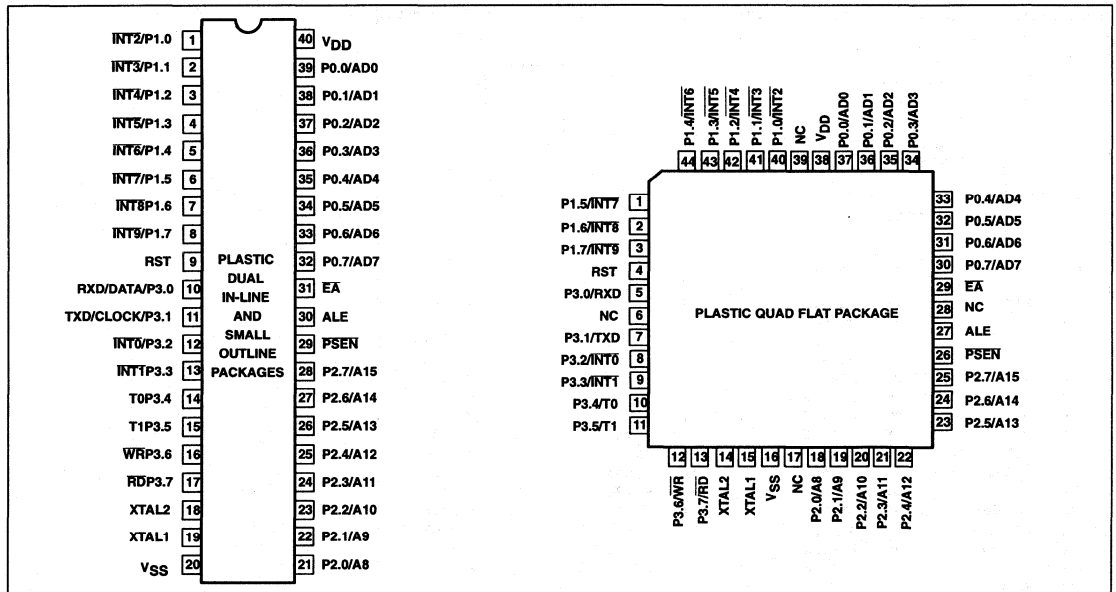 INT2/P1.0 1
INT3/P1.1 2
INT4/P1.2 3
INT5/P1.3 4
INT6/P1.4 5
INT7/P1.5 6
INT8P1.6 7
INT9/P1.7 8
RST 9
RXD/DATA/P3.0 10
TXD/CLOCK/P3.1 11
INT0/P3.2 12
INT1P3.3 13
T0P3.4 14
T1P3.5 15
WRP3.6 16
RDP3.7 17
XTAL2 18
XTAL1 19
VSS 20
PLASTIC
DUAL
IN-LINE
AND
SMALL
OUTLINE
PACKAGES
40 VDD
39 P0.0/AD0
38 P0.1/AD1
37 P0.2/AD2
36 P0.3/AD3
35 P0.4/AD4
34 P0.5/AD5
33 P0.6/AD6
32 P0.7/AD7
31 EA
30 ALE
29 PSEN
28 P2.7/A15
27 P2.6/A14
26 P2.5/A13
25 P2.4/A12
24 P2.3/A11
23 P2.2/A10
22 P2.1/A9
21 P2.0/A8
P1.4/INT6 44
P1.3/INT5 43
P1.2/INT4 42
P1.1/INT3 41
P1.0/INT2 40
NC 39
VDD 38
P0.0/AD0 37
P0.1/AD1 36
P0.2/AD2 35
P0.3/AD3 34
P1.5/INT7 1
P1.6/INT8 2
P1.7/INT9 3
RST 4
P3.0/RXD 5
NC 6
P3.1/TXD 7
P3.2/INT0 8
P3.3/INT1 9
P3.4/T0 10
P3.5/T1 11
PLASTIC QUAD FLAT PACKAGE
33 P0.4/AD4
32 P0.5/AD5
31 P0.6/AD6
30 P0.7/AD7
29 EA
28 NC
27 ALE
26 PSEN
25 P2.7/A15
24 P2.6/A14
23 P2.5/A13
12 P3.6/WR
13 P3.7/RD
14 XTAL2
15 XTAL1
16 VSS
17 NC
18 P2.0/A8
19 P2.1/A9
20 P2.2/A10
21 P2.3/A11
22 P2.4/A12